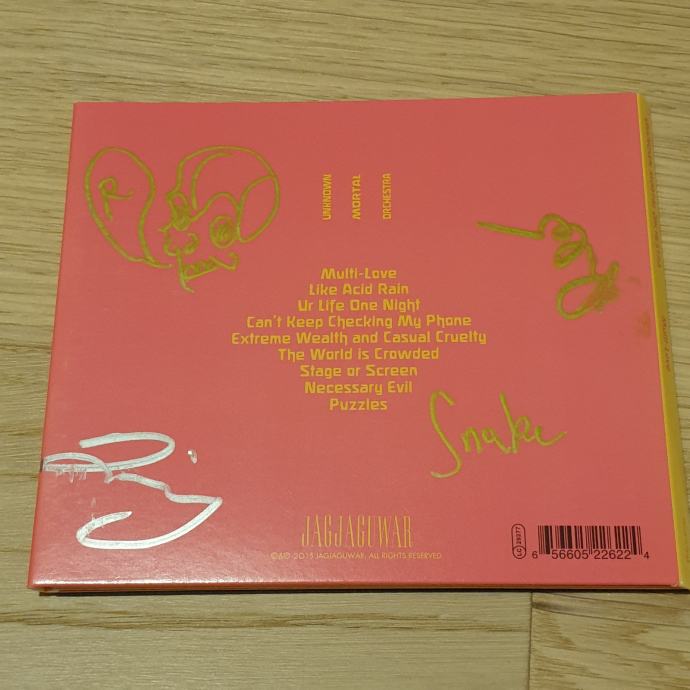 R
UNKNOWN
MORTAL
ORCHESTRA
Multi-Love
Like Acid Rain
Ur Life One Night
Can't Keep Checking My Phone
Extreme Wealth and Casual Cruelty
The World is Crowded
Stage or Screen
Necessary Evil
Puzzles
Snake
JAGJAGUWAR
©&℗ 2015 JAGJAGUWAR, ALL RIGHTS RESERVED
LC 29377
6 56605 22622 4